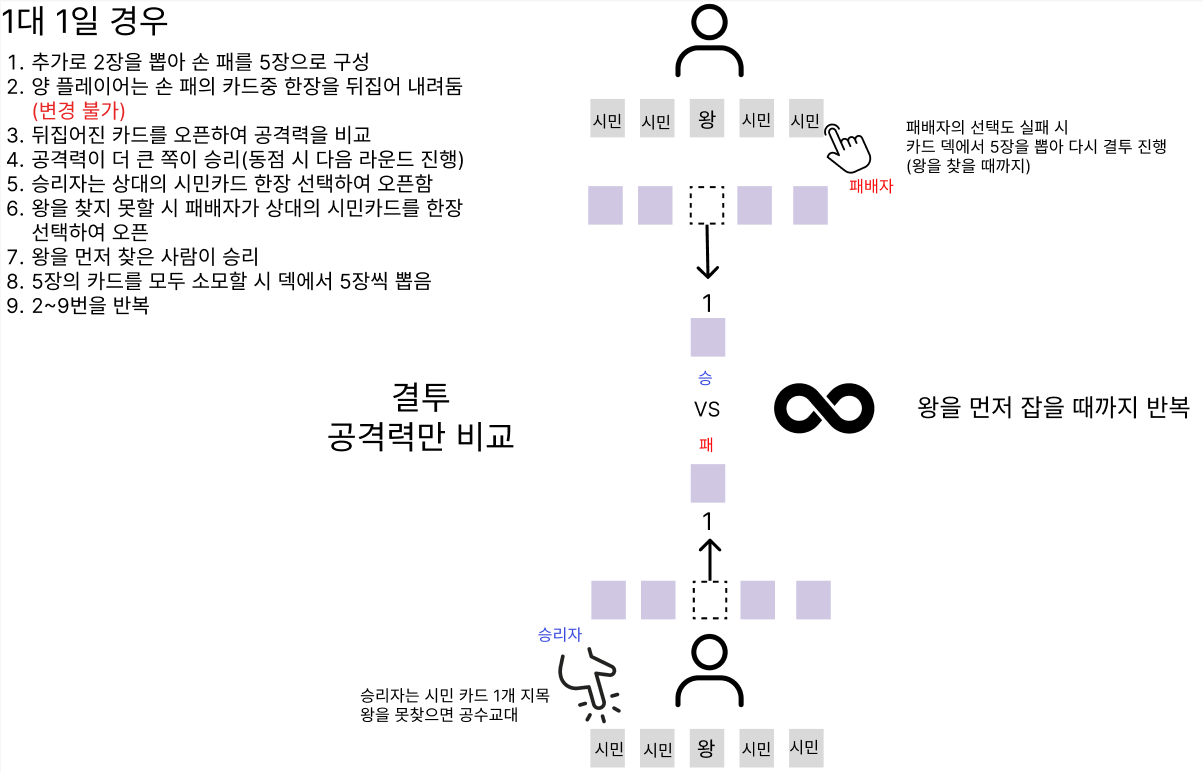 1대 1일 경우
1. 추가로 2장을 뽑아 손 패를 5장으로 구성
2. 양 플레이어는 손 패의 카드중 한장을 뒤집어 내려둠
(변경 불가)
3. 뒤집어진 카드를 오픈하여 공격력을 비교
4. 공격력이 더 큰 쪽이 승리(동점 시 다음 라운드 진행)
5. 승리자는 상대의 시민카드 한장 선택하여 오픈함
6. 왕을 찾지 못할 시 패배자가 상대의 시민카드를 한장
선택하여 오픈
7. 왕을 먼저 찾은 사람이 승리
8. 5장의 카드를 모두 소모할 시 덱에서 5장씩 뽑음
9. 2~9번을 반복
시민 시민 왕 시민 시민
패배자
패배자의 선택도 실패 시
카드 덱에서 5장을 뽑아 다시 결투 진행
(왕을 찾을 때까지)
1
승
VS
패
1
결투
공격력만 비교
왕을 먼저 잡을 때까지 반복
승리자
승리자는 시민 카드 1개 지목
왕을 못찾으면 공수교대
시민 시민 왕 시민 시민